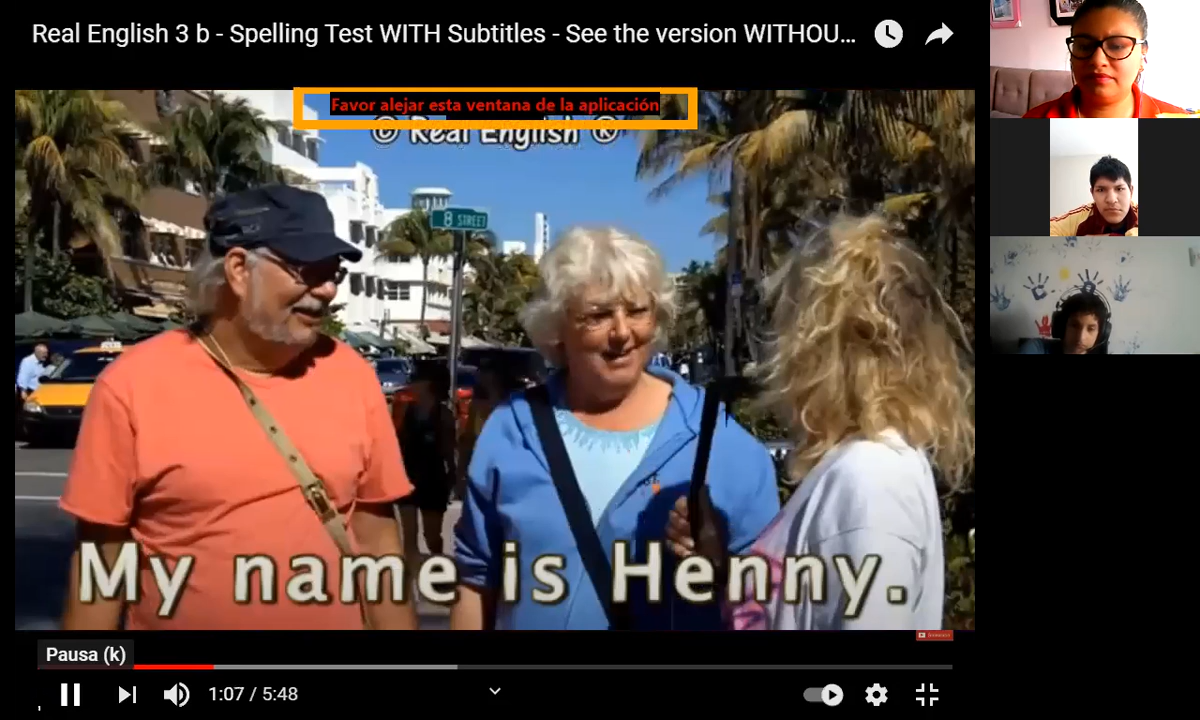 Real English 3 b - Spelling Test WITH Subtitles - See the version WITHOU...
Favor alejar esta ventana de la aplicación
© Real English ®
8 STREET
My name is Henny.
Pausa (k)
1:07 / 5:48